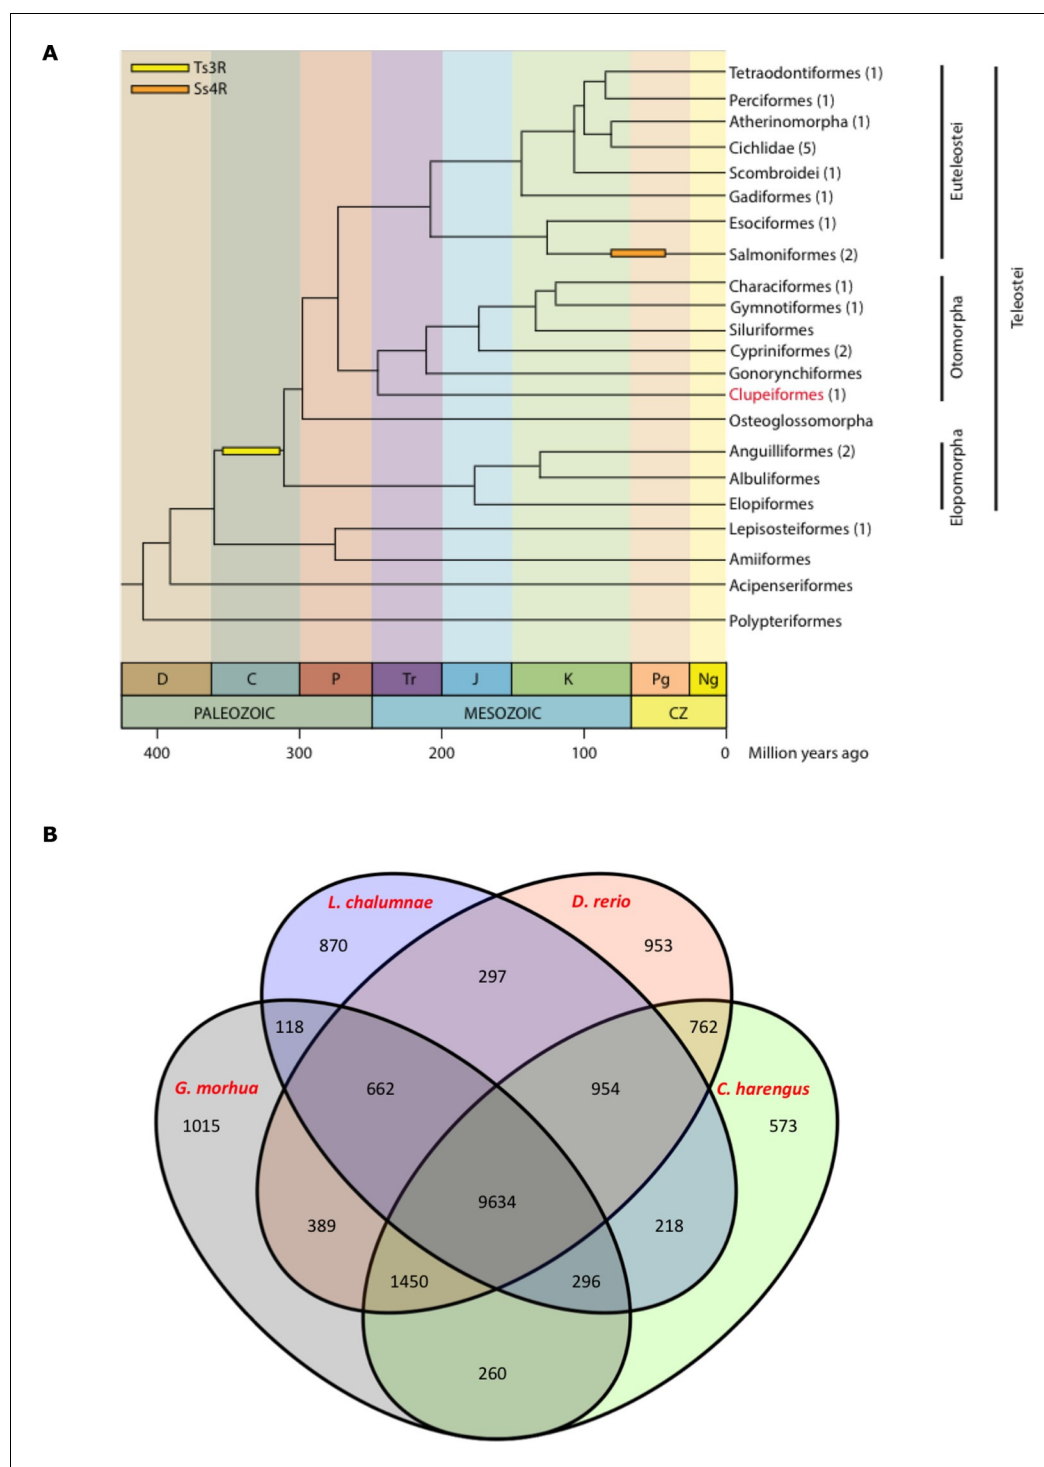 A
Ts3R
Ss4R
Tetraodontiformes (1)
Perciformes (1)
Atherinomorpha (1)
Cichlidae (5)
Scombroidei (1)
Gadiformes (1)
Esociformes (1)
Salmoniformes (2)
Characiformes (1)
Gymnotiformes (1)
Siluriformes
Cypriniformes (2)
Gonorynchiformes
Clupeiformes (1)
Osteoglossomorpha
Anguilliformes (2)
Albuliformes
Elopiformes
Lepisosteiformes (1)
Amiiformes
Acipenseriformes
Polypteriformes
Euteleostei
Otomorpha
Elopomorpha
Teleostei
D C P Tr J K Pg Ng
PALEOZOIC MESOZOIC CZ
400 300 200 100 0 Million years ago
B
L. chalumnae D. rerio
870 953
297
118 762
G. morhua 662 954 C. harengus
1015 573
9634
389 218
1450 296
260